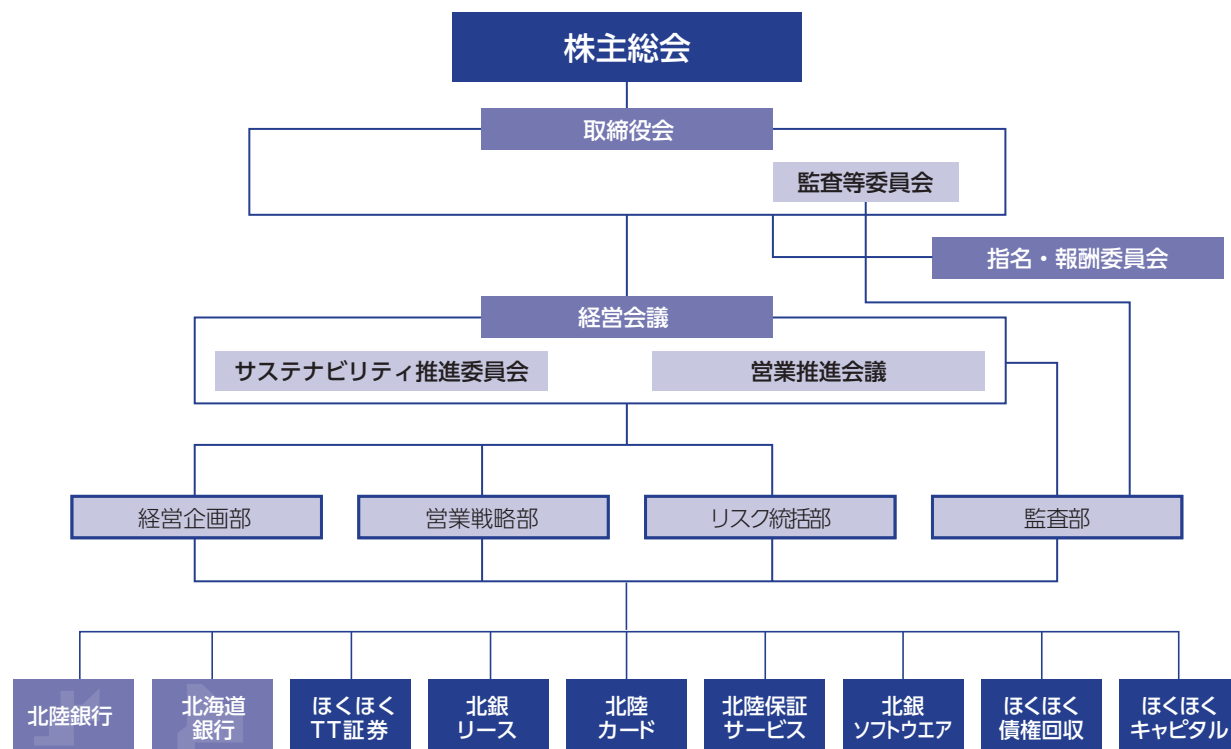 株主総会
取締役会
監査等委員会
指名・報酬委員会
経営会議
サステナビリティ推進委員会
営業推進会議
経営企画部
営業戦略部
リスク統括部
監査部
北陸銀行
北海道
銀行
ほくほく
TT証券
北銀
リース
北陸
カード
北陸保証
サービス
北銀
ソフトウエア
ほくほく
債権回収
ほくほく
キャピタル